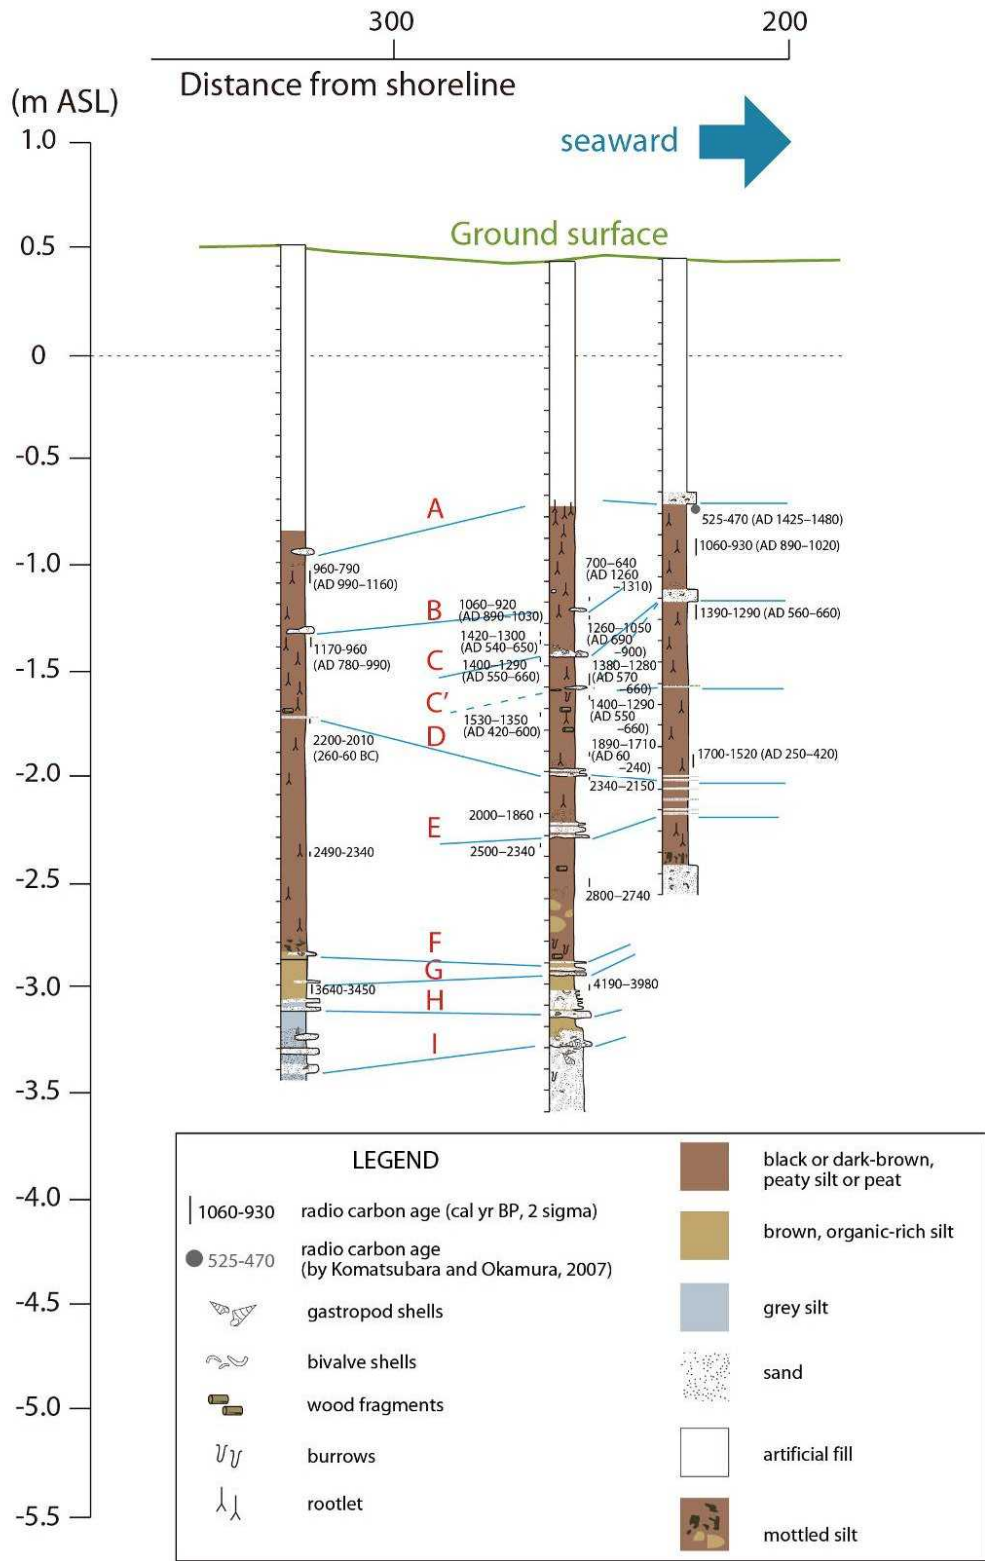 300
200
Distance from shoreline
(m ASL)
1.0
seaward
0.5
Ground surface
0
-0.5
A
525-470 (AD 1425–1480)
1060-930 (AD 890–1020)
-1.0
960-790
(AD 990–1160)
700–640
(AD 1260
–1310)
B
1060–920
(AD 890–1030)
1390-1290 (AD 560–660)
1170-960
(AD 780–990)
1420–1300
(AD 540–650)
1260–1050
(AD 690
–900)
-1.5
C
1400–1290
(AD 550–660)
1380–1280
(AD 570
–660)
C’
1400–1290
(AD 550
–660)
1530–1350
(AD 420–600)
D
2200-2010
(260-60 BC)
1890–1710
(AD 60
–240)
1700–1520 (AD 250–420)
-2.0
2340–2150
2000–1860
E
2490-2340
2500–2340
-2.5
2800–2740
F
G
-3.0
3640-3450
4190–3980
H
I
-3.5
-4.0
-4.5
-5.0
-5.5
LEGEND
1060-930
radio carbon age (cal yr BP, 2 sigma)
525-470
radio carbon age
(by Komatsubara and Okamura, 2007)
gastropod shells
bivalve shells
wood fragments
burrows
rootlet
black or dark-brown,
peaty silt or peat
brown, organic-rich silt
grey silt
sand
artificial fill
mottled silt